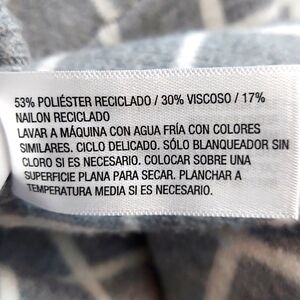 53% POLIÉSTER RECICLADO / 30% VISCOSO / 17%
NAILON RECICLADO
LAVAR A MÁQUINA CON AGUA FRÍA CON COLORES
SIMILARES. CICLO DELICADO. SÓLO BLANQUEADOR SIN
CLORO SI ES NECESARIO. COLOCAR SOBRE UNA
SUPERFICIE PLANA PARA SECAR. PLANCHAR A
TEMPERATURA MEDIA SI ES NECESARIO.